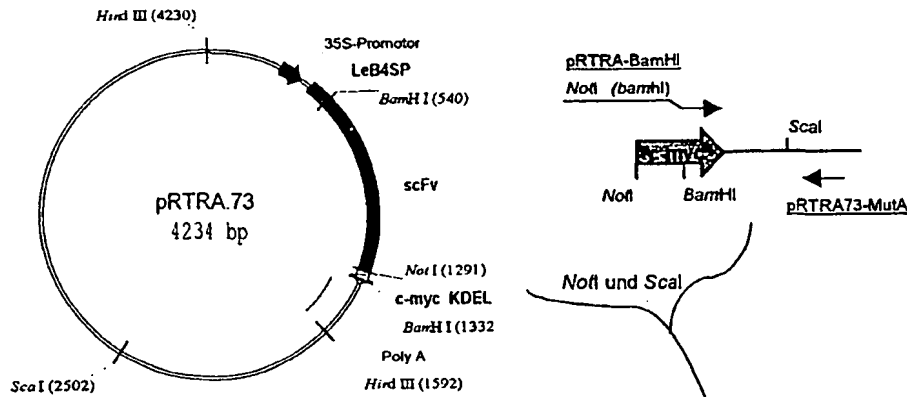 Hind III (4230)
35S-Promotor
LeB4SP
BamH I (540)
scFv
pRTRA.73
4234 bp
Not I (1291)
c-myc KDEL
BamH I (1332
Poly A
Hind III (1592)
Sca I (2502)
pRTRA-BamHI
NotI (bamhI)
ScaI
NotI
BamHI
pRTRA73-MutA
NotI und ScaI